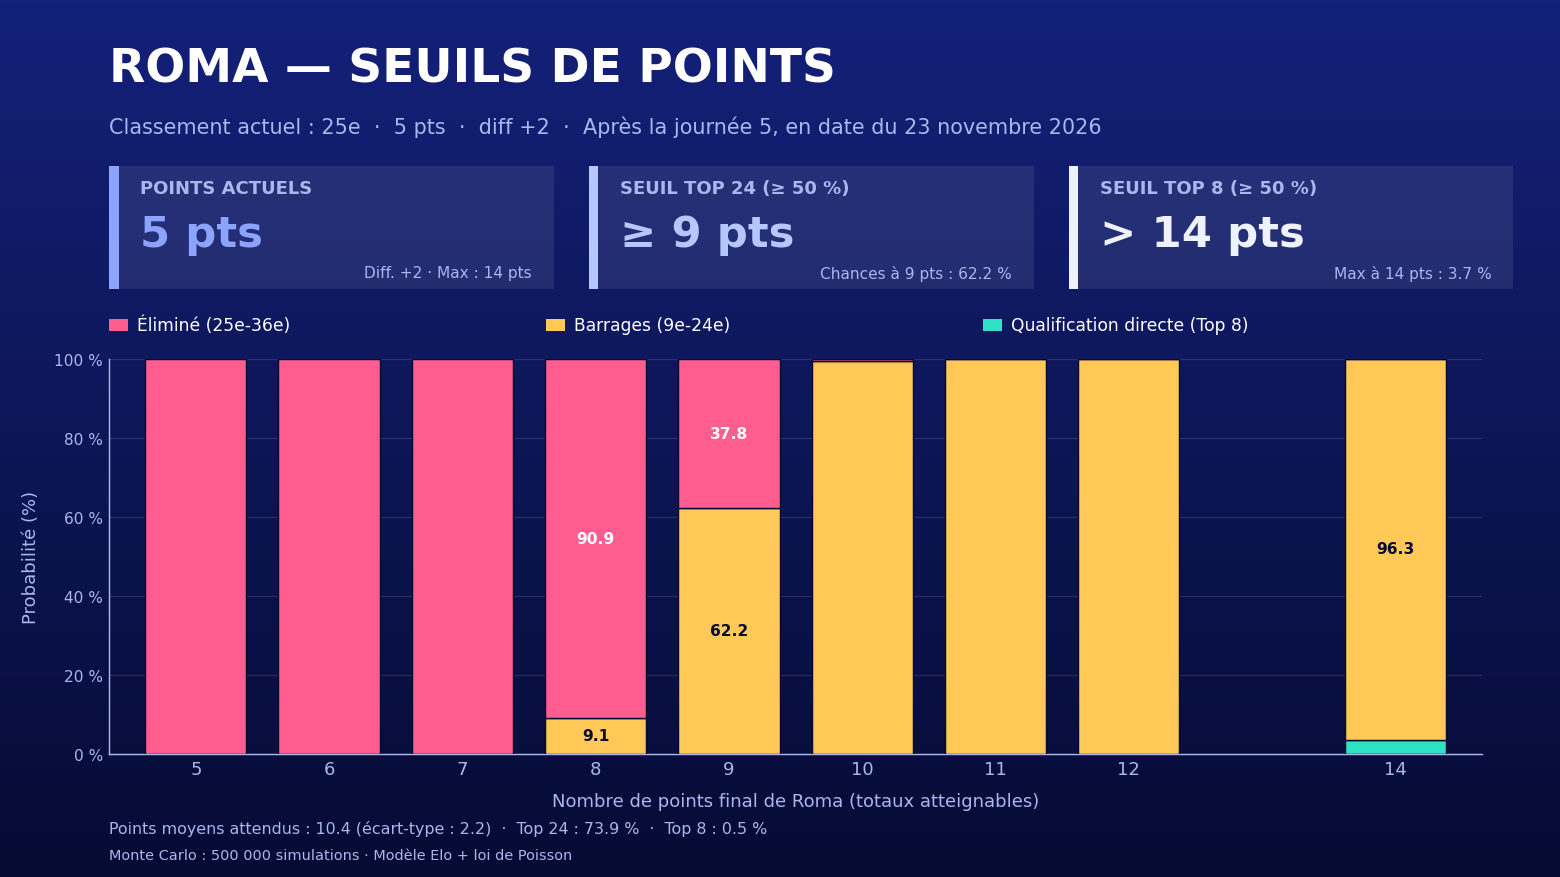 ROMA — SEUILS DE POINTS
Classement actuel : 25e · 5 pts · diff +2 · Après la journée 5, en date du 23 novembre 2026
POINTS ACTUELS
5 pts
Diff. +2 · Max : 14 pts
SEUIL TOP 24 (≥ 50 %)
≥ 9 pts
Chances à 9 pts : 62.2 %
SEUIL TOP 8 (≥ 50 %)
> 14 pts
Max à 14 pts : 3.7 %
Éliminé (25e-36e)
Barrages (9e-24e)
Qualification directe (Top 8)
Probabilité (%)
100 %
80 %
60 %
40 %
20 %
0 %
90.9
9.1
37.8
62.2
96.3
5 6 7 8 9 10 11 12 14
Nombre de points final de Roma (totaux atteignables)
Points moyens attendus : 10.4 (écart-type : 2.2) · Top 24 : 73.9 % · Top 8 : 0.5 %
Monte Carlo : 500 000 simulations · Modèle Elo + loi de Poisson